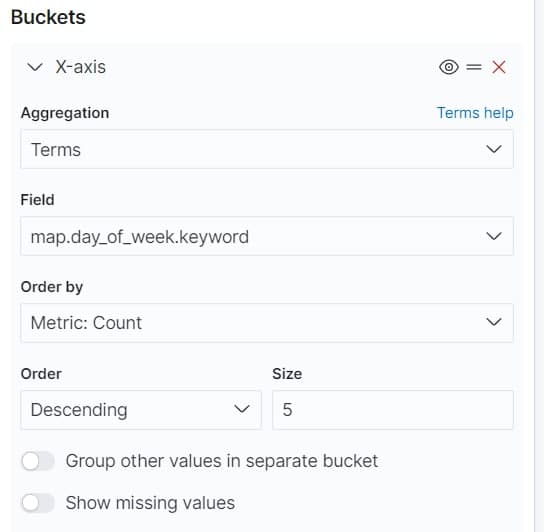 Buckets
X-axis
Aggregation Terms help
Terms
Field
map.day_of_week.keyword
Order by
Metric: Count
Order Size
Descending 5
Group other values in separate bucket
Show missing values